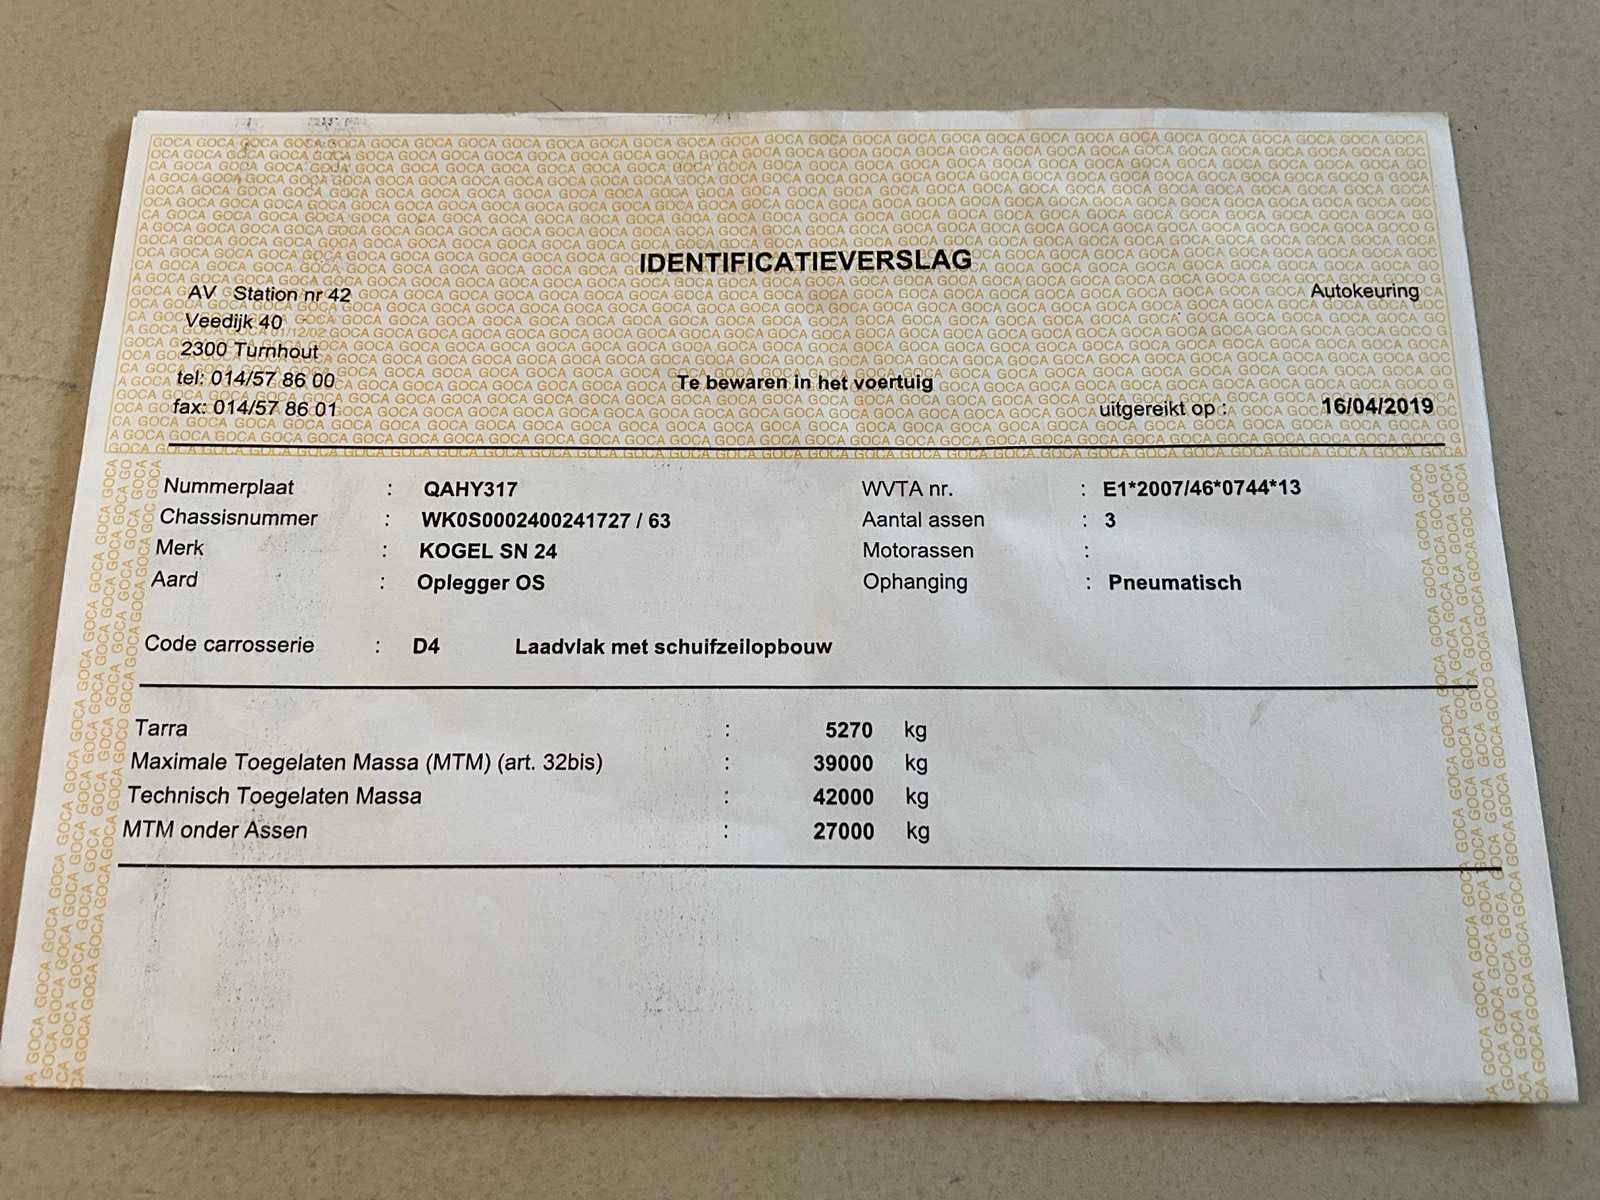 IDENTIFICATIEVERSLAG
AV Station nr 42
Autokeuring
Veedijk 40
2300 Turnhout
tel: 014/57 86 00
Te bewaren in het voertuig
fax: 014/57 86 01
uitgereikt op : 16/04/2019
Nummerplaat : QAHY317
WVTA nr. : E1*2007/46*0744*13
Chassisnummer : WK0S0002400241727 / 63
Aantal assen : 3
Merk : KOGEL SN 24
Motorassen :
Aard : Oplegger OS
Ophanging : Pneumatisch
Code carrosserie : D4 Laadvlak met schuifzeilopbouw
Tarra : 5270 kg
Maximale Toegelaten Massa (MTM) (art. 32bis) : 39000 kg
Technisch Toegelaten Massa : 42000 kg
MTM onder Assen : 27000 kg